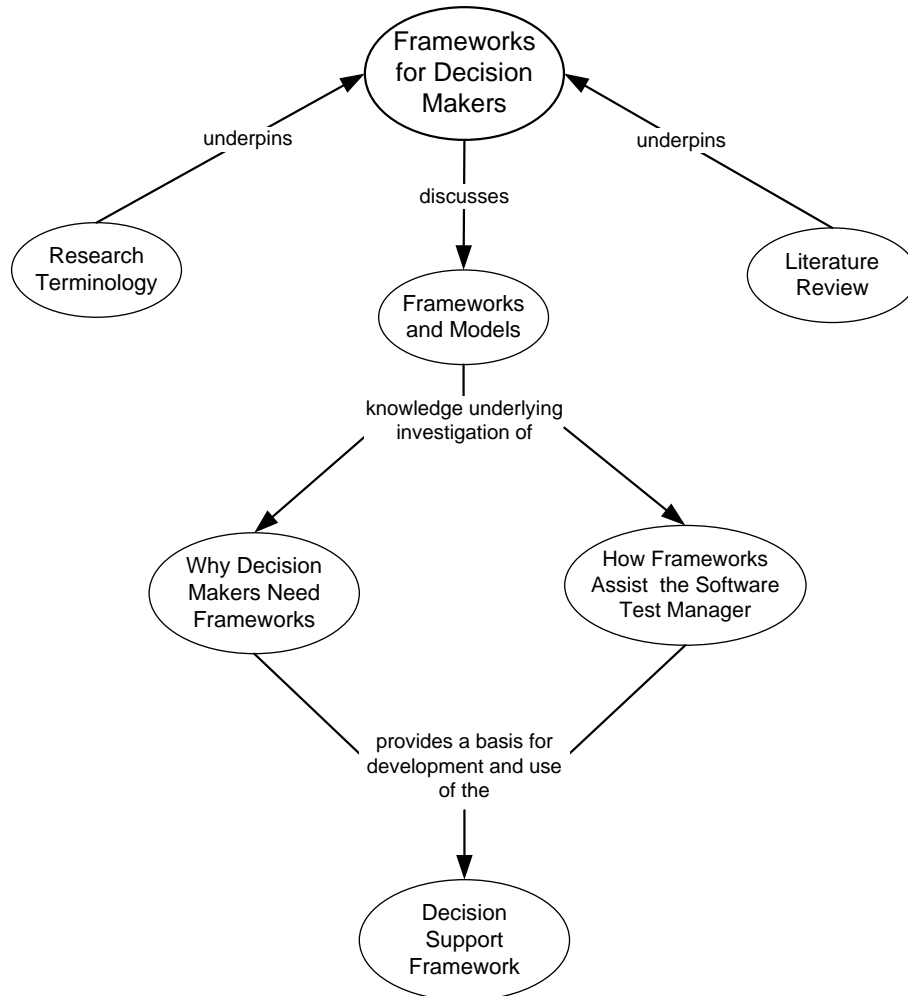 Frameworks
for Decision
Makers
underpins
underpins
discusses
Research
Terminology
Literature
Review
Frameworks
and Models
knowledge underlying
investigation of
Why Decision
Makers Need
Frameworks
How Frameworks
Assist  the Software
Test Manager
provides a basis for
development and use
of the
Decision
Support
Framework